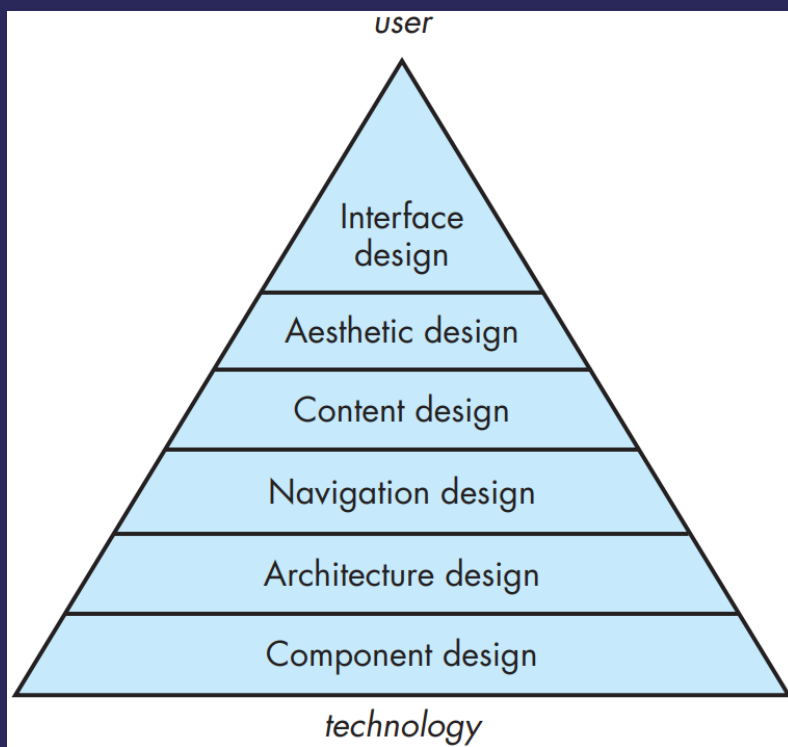 user
Interface
design
Aesthetic design
Content design
Navigation design
Architecture design
Component design
technology